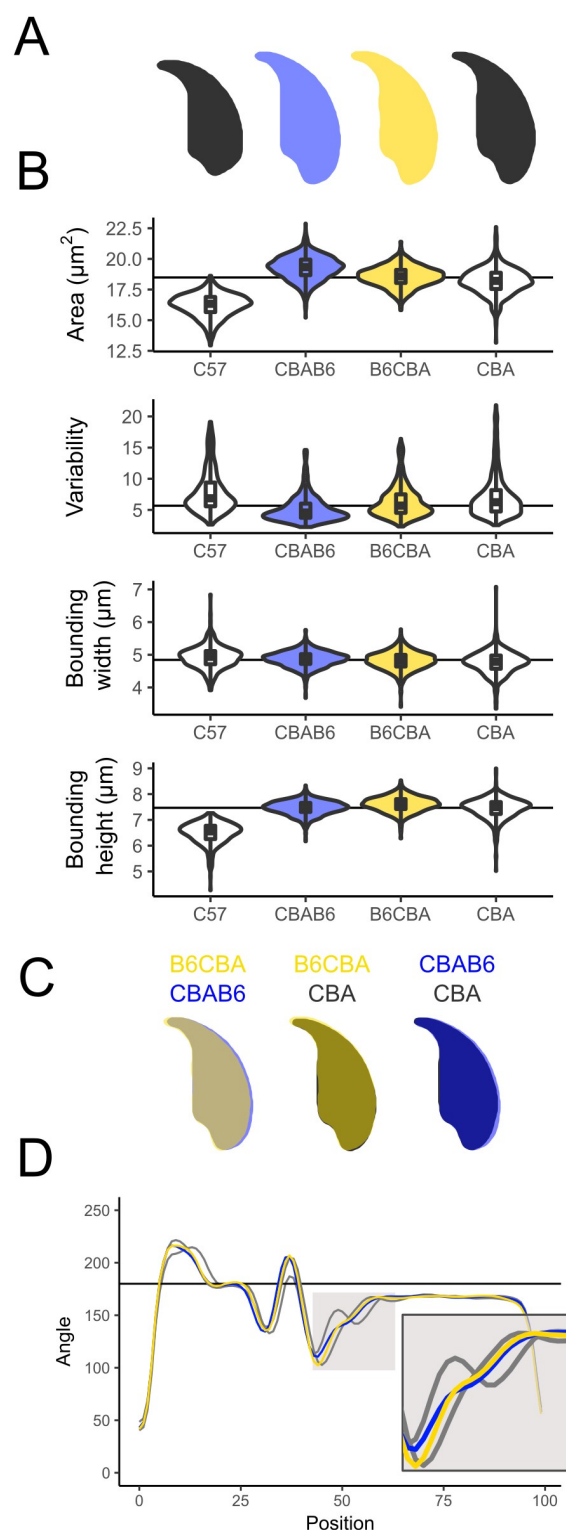 A
B
Area (μm²)
22.5
20.0
17.5
15.0
12.5
C57 CBAB6 B6CBA CBA
Variability
20
15
10
5
C57 CBAB6 B6CBA CBA
Bounding
width (μm)
7
6
5
4
C57 CBAB6 B6CBA CBA
Bounding
height (μm)
9
8
7
6
5
C57 CBAB6 B6CBA CBA
C
B6CBA B6CBA CBAB6
CBAB6 CBA CBA
D
Angle
250
200
150
100
50
0
0 25 50 75 100
Position